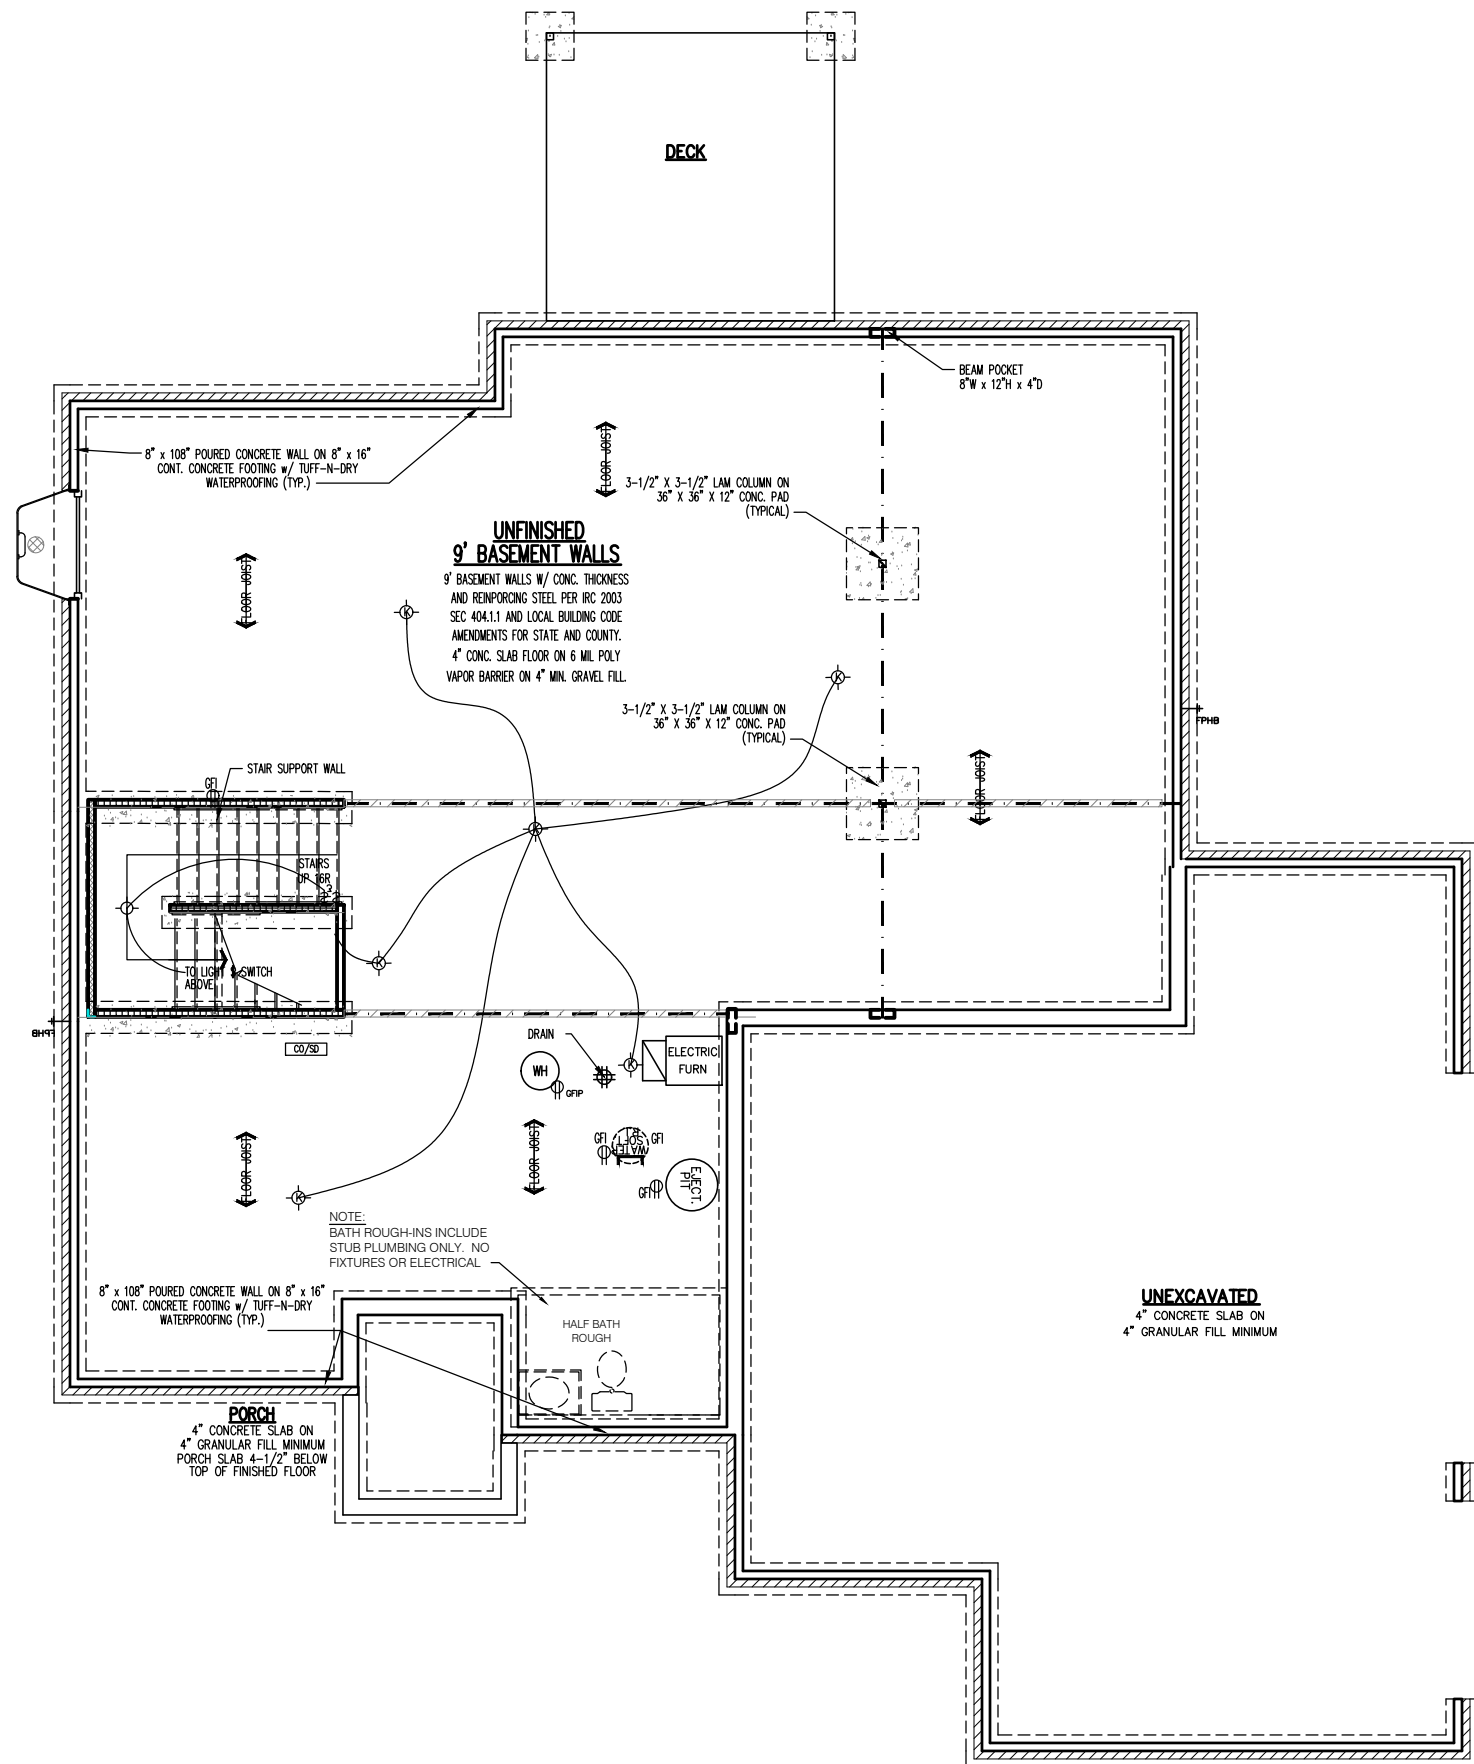 DECK
BEAM POCKET
8"W x 12"H x 4"D
8" x 108" POURED CONCRETE WALL ON 8" x 16"
CONT. CONCRETE FOOTING w/ TUFF-N-DRY
WATERPROOFING (TYP.)
FLOOR JOIST
3-1/2" X 3-1/2" LAM COLUMN ON
36" X 36" X 12" CONC. PAD
(TYPICAL)
UNFINISHED
9' BASEMENT WALLS
9' BASEMENT WALLS W/ CONC. THICKNESS
AND REINFORCING STEEL PER IRC 2003
SEC 404.1.1 AND LOCAL BUILDING CODE
AMENDMENTS FOR STATE AND COUNTY.
4" CONC. SLAB FLOOR ON 6 MIL POLY
VAPOR BARRIER ON 4" MIN. GRAVEL FILL.
FLOOR JOIST
K
K
3-1/2" X 3-1/2" LAM COLUMN ON
36" X 36" X 12" CONC. PAD
(TYPICAL)
FPHB
STAIR SUPPORT WALL
GFI
FLOOR JOIST
K
STAIRS
UP 16R
K
TO LIGHT & SWITCH
ABOVE
FPHB
CO/SD
DRAIN
WH
GFIP
K
ELECTRIC
FURN
FLOOR JOIST
FLOOR JOIST
GFI
WATER
SOFT
R.I.
GFI
GFI
EJECT.
PIT
K
NOTE:
BATH ROUGH-INS INCLUDE
STUB PLUMBING ONLY. NO
FIXTURES OR ELECTRICAL
8" x 108" POURED CONCRETE WALL ON 8" x 16"
CONT. CONCRETE FOOTING w/ TUFF-N-DRY
WATERPROOFING (TYP.)
HALF BATH
ROUGH
UNEXCAVATED
4" CONCRETE SLAB ON
4" GRANULAR FILL MINIMUM
PORCH
4" CONCRETE SLAB ON
4" GRANULAR FILL MINIMUM
PORCH SLAB 4-1/2" BELOW
TOP OF FINISHED FLOOR